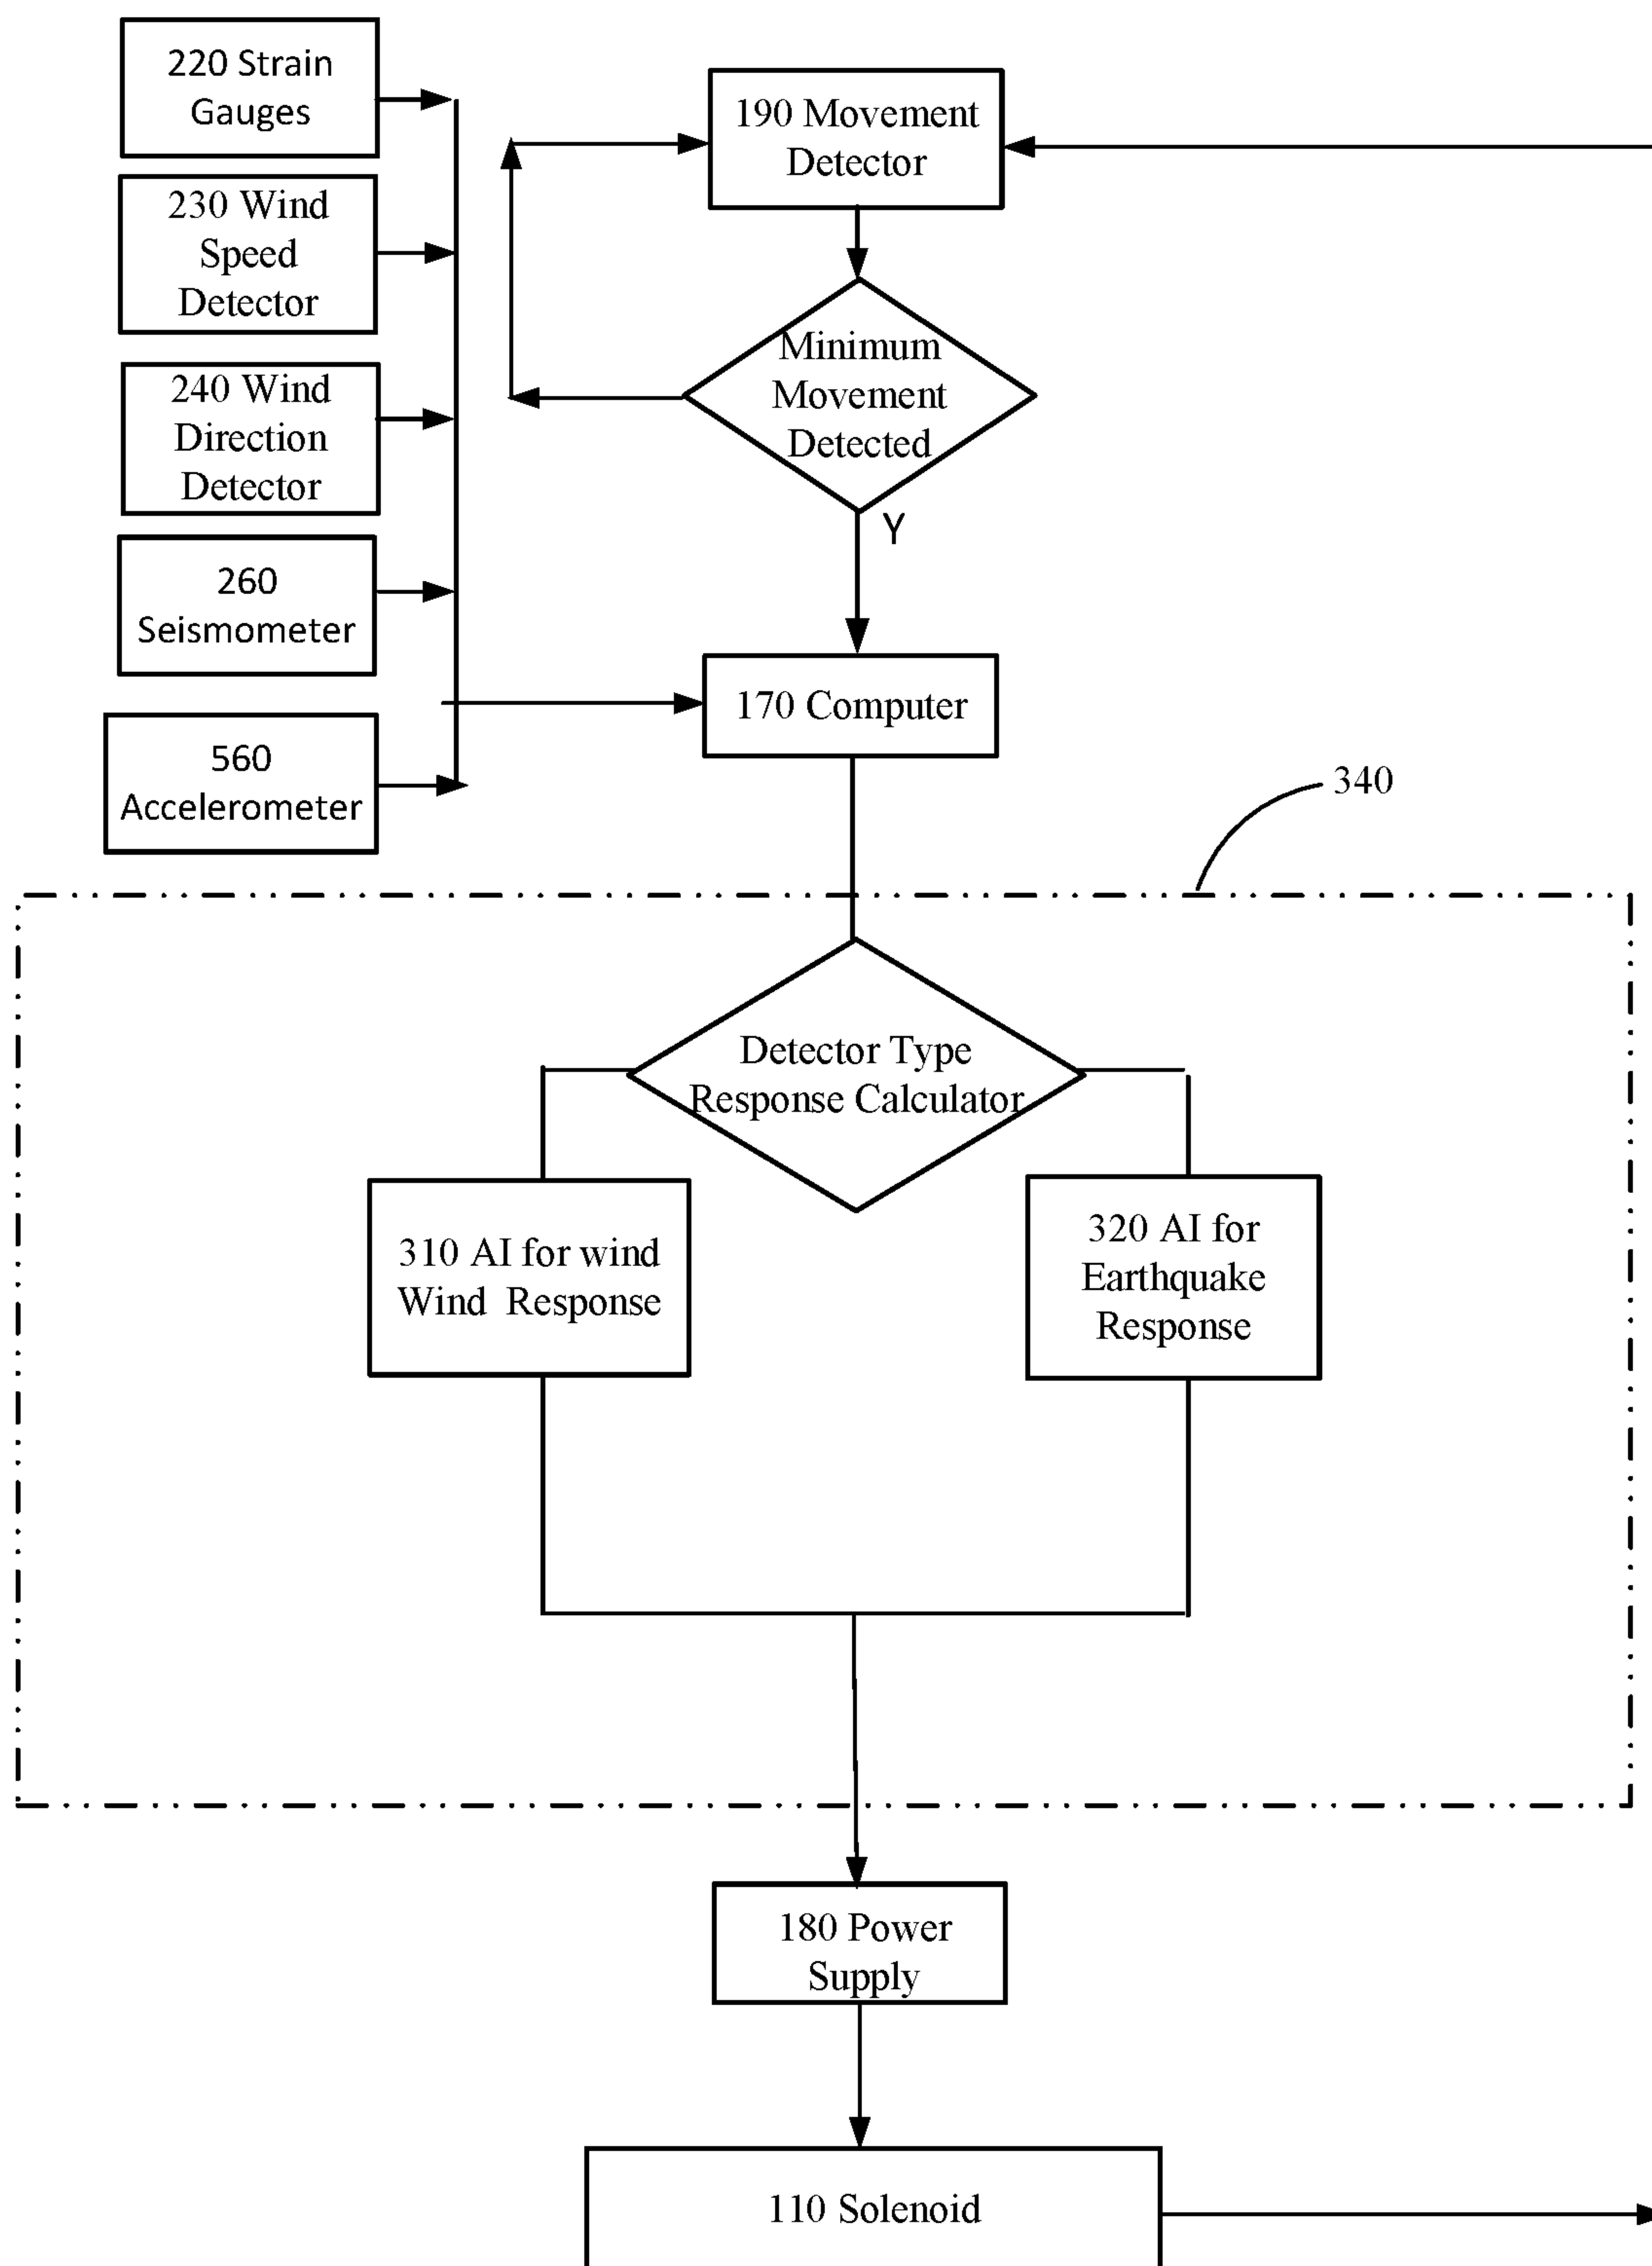 220 Strain
Gauges
230 Wind
Speed
Detector
240 Wind
Direction
Detector
260
Seismometer
560
Accelerometer
190 Movement
Detector
Minimum
Movement
Detected
Y
170 Computer
340
Detector Type
Response Calculator
310 AI for wind
Wind Response
320 AI for
Earthquake
Response
180 Power
Supply
110 Solenoid